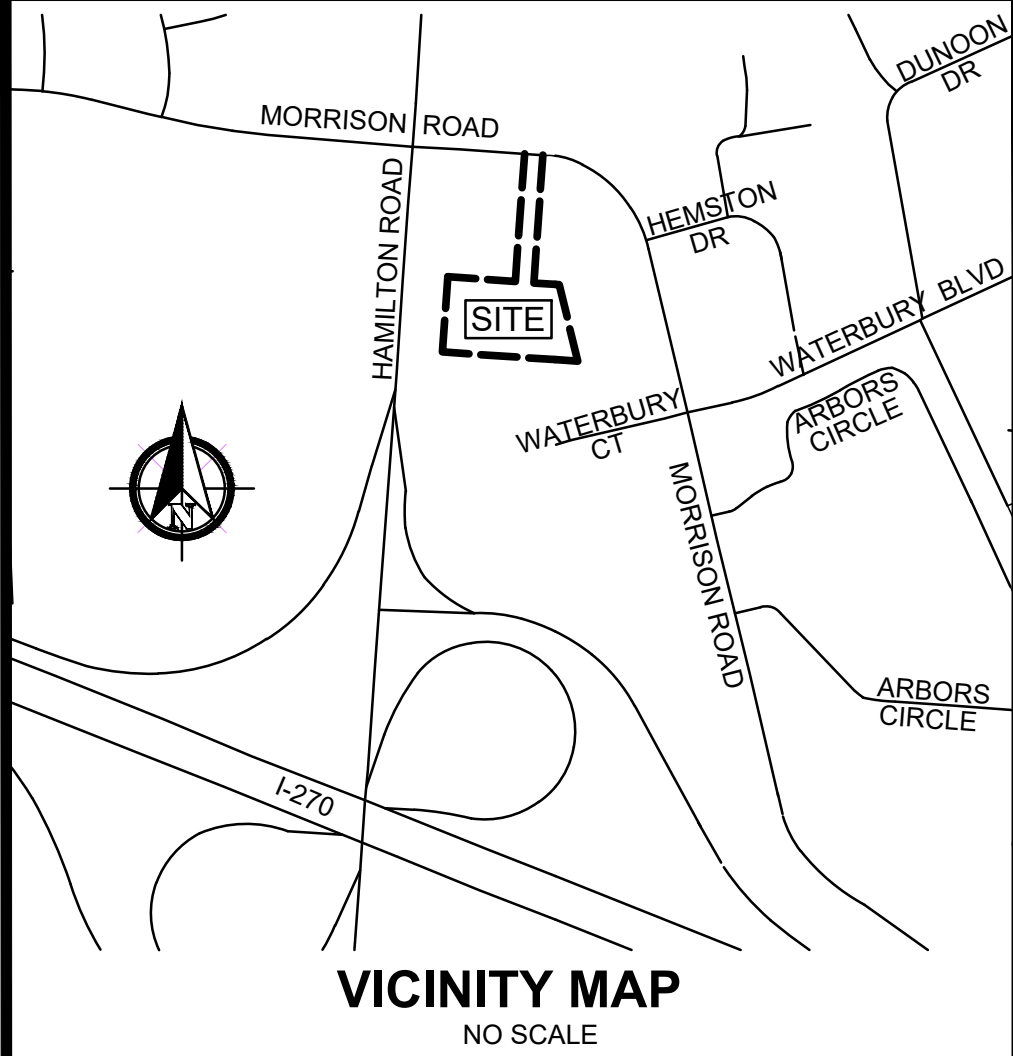 DUNOON
DR
MORRISON ROAD
HAMILTON ROAD
HEMSTON
DR
SITE
WATERBURY BLVD
WATERBURY
CT
ARBORS
CIRCLE
N
MORRISON ROAD
ARBORS
CIRCLE
I-270
VICINITY MAP
NO SCALE